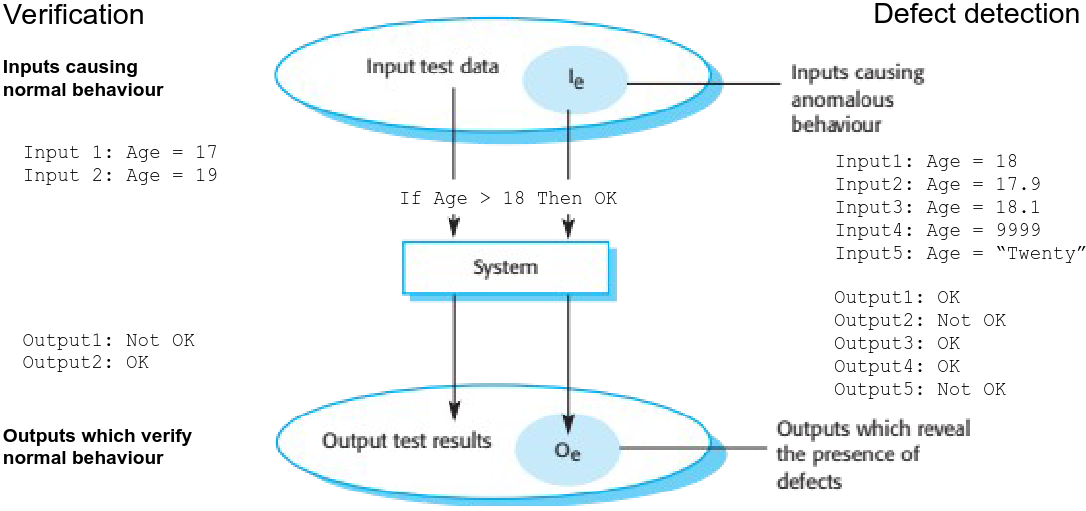 Verification
Defect detection
Inputs causing
normal behaviour
Input test data
Ie
Inputs causing
anomalous
behaviour
Input 1: Age = 17
Input 2: Age = 19
Input1: Age = 18
Input2: Age = 17.9
Input3: Age = 18.1
Input4: Age = 9999
Input5: Age = “Twenty”
If Age > 18 Then OK
System
Output1: OK
Output2: Not OK
Output3: OK
Output4: OK
Output5: Not OK
Output1: Not OK
Output2: OK
Outputs which verify
normal behaviour
Output test results
Oe
Outputs which reveal
the presence of
defects